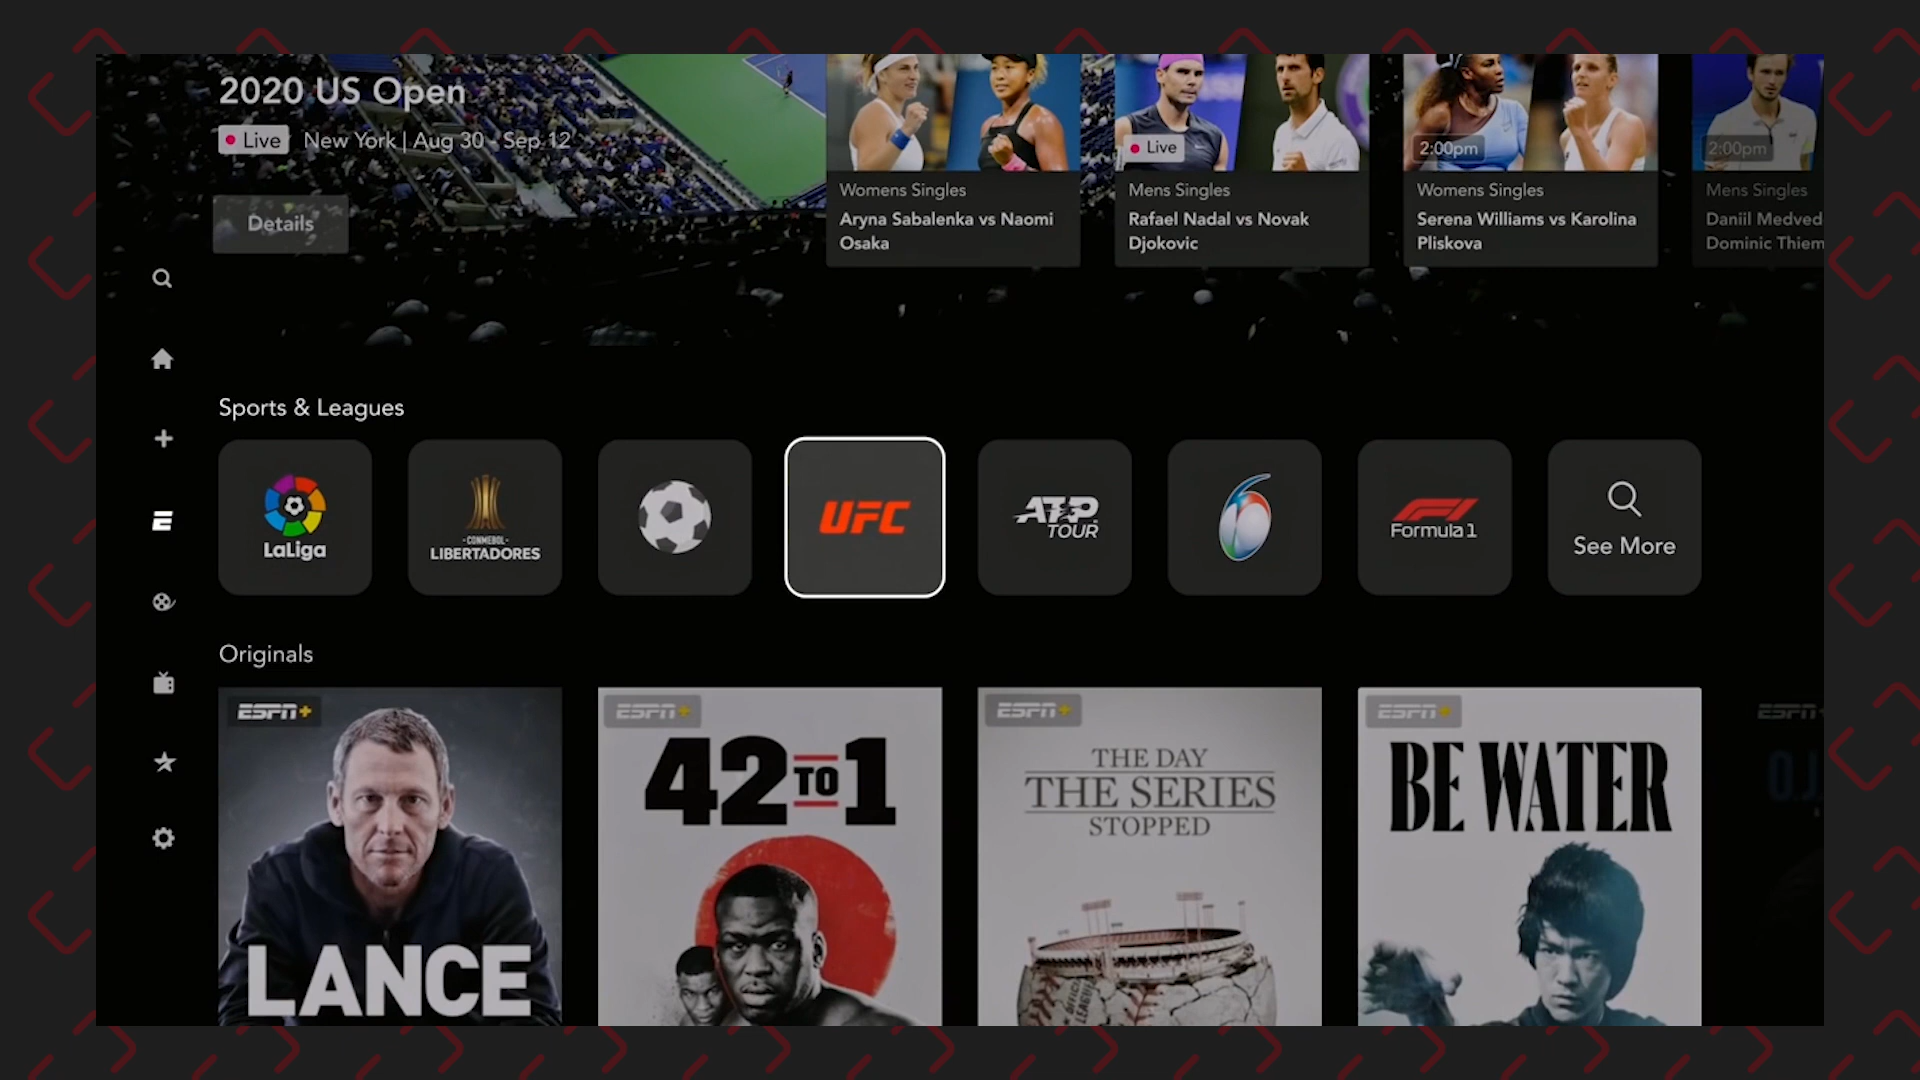 2020 US Open
Live
New York | Aug 30 - Sep 12
Details
Womens Singles
Aryna Sabalenka vs Naomi
Osaka
Live
Mens Singles
Rafael Nadal vs Novak
Djokovic
2:00pm
Womens Singles
Serena Williams vs Karolina
Pliskova
2:00pm
Mens Singles
Daniil Medved
Dominic Thiem
Sports & Leagues
LaLiga
-CONMEBOL-
LIBERTADORES
UFC
ATP
TOUR
F1
Formula 1
See More
Originals
ESPN+
LANCE
ESPN+
42 TO 1
ESPN+
THE DAY
THE SERIES
STOPPED
OFFICIAL
LEAGUE
ESPN+
BE WATER
ESPN+
O.J.